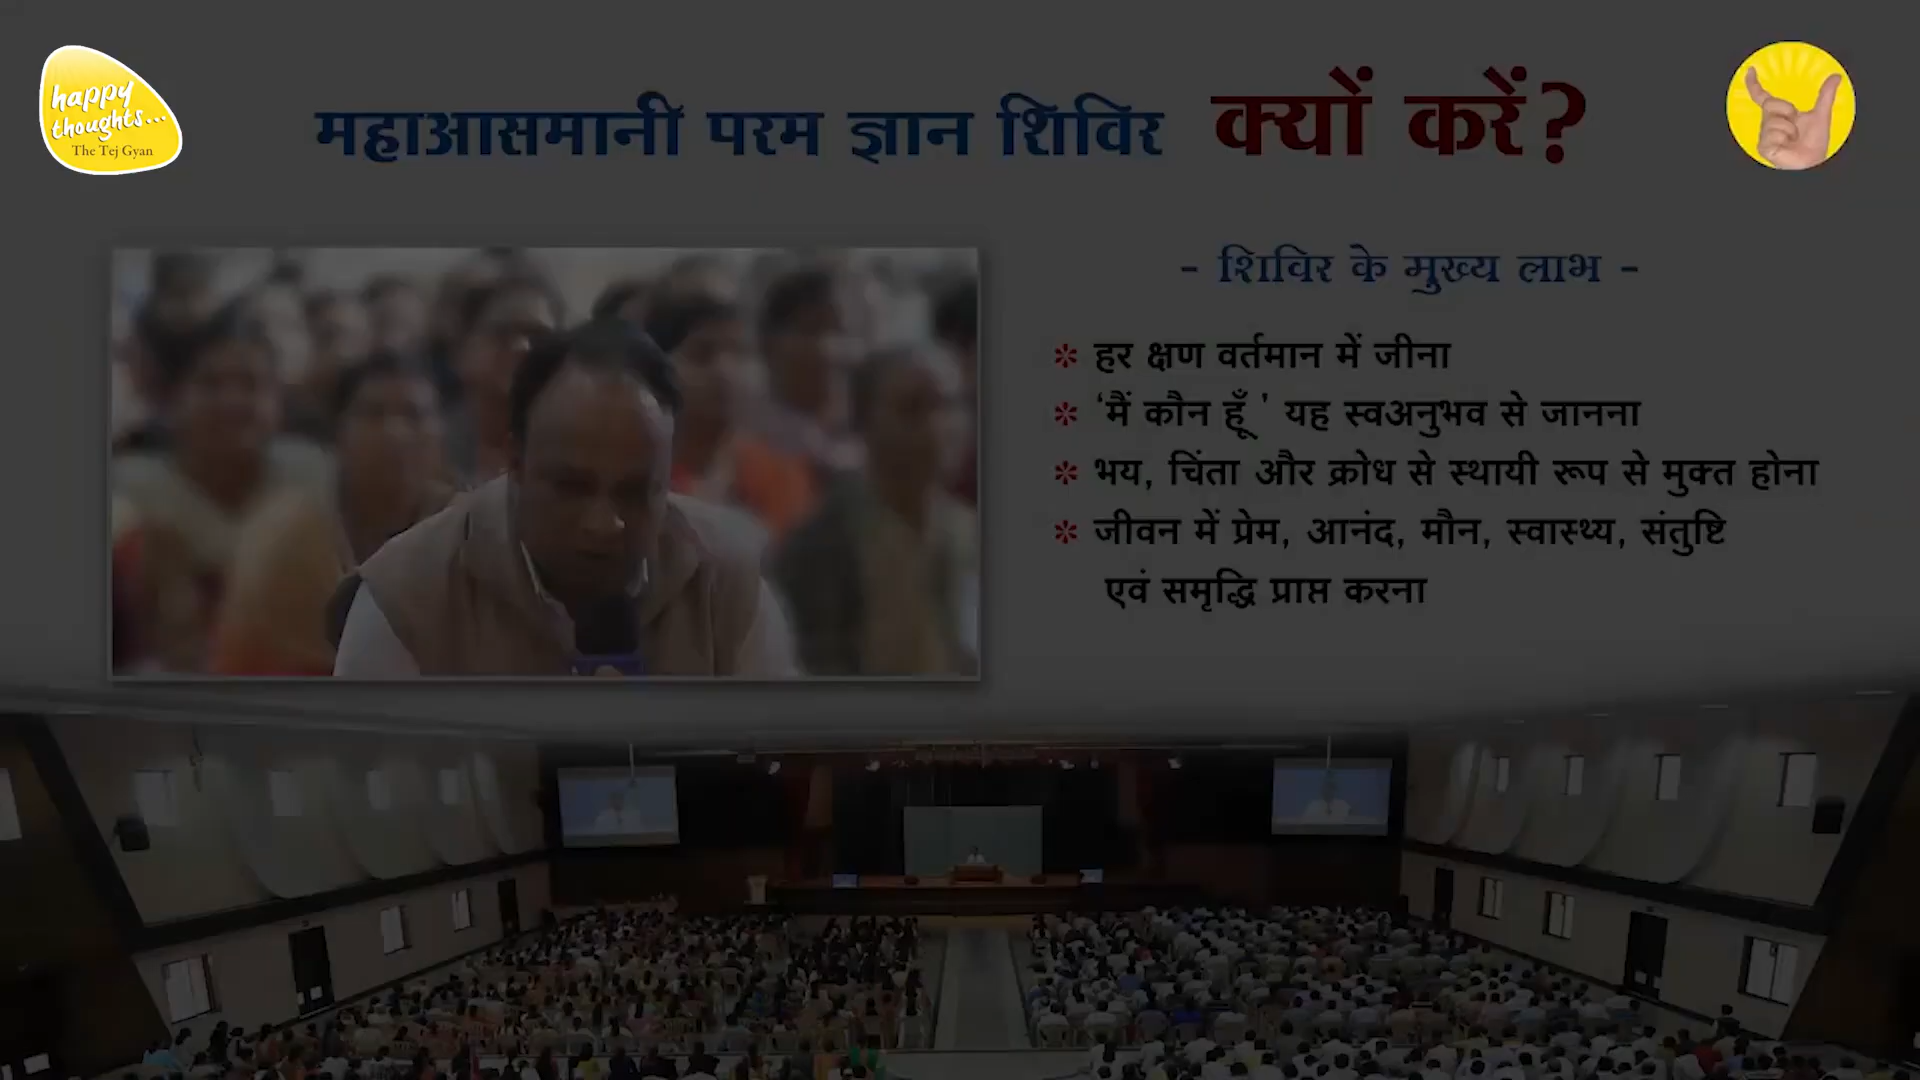 happy
thoughts...
The Tej Gyan
महाआसमानी परम ज्ञान शिविर क्यों करें?
- शिविर के मुख्य लाभ -
* हर क्षण वर्तमान में जीना
* ‘मैं कौन हूँ ’ यह स्वअनुभव से जानना
* भय, चिंता और क्रोध से स्थायी रूप से मुक्त होना
* जीवन में प्रेम, आनंद, मौन, स्वास्थ्य, संतुष्टि
एवं समृद्धि प्राप्त करना